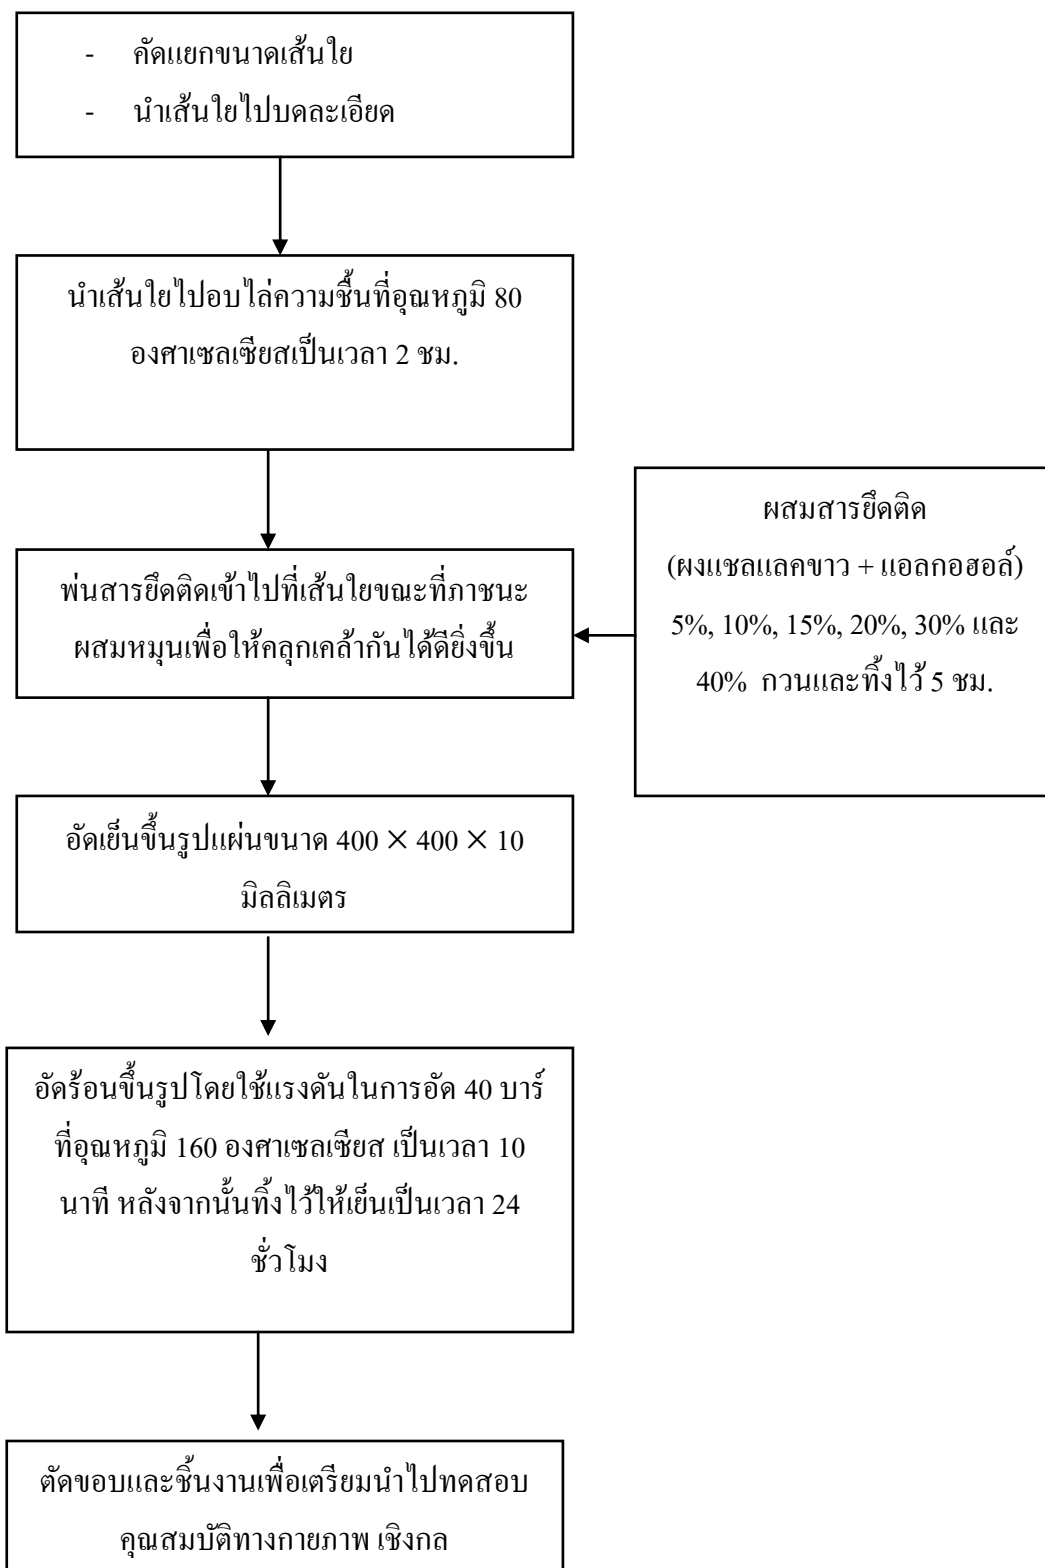 - คัดแยกขนาดเส้นใย
- นำเส้นใยไปบดละเอียด
นำเส้นใยไปอบไล่ความชื้นที่อุณหภูมิ 80
องศาเซลเซียสเป็นเวลา 2 ชม.
ผสมสารยึดติด
(ผงแชลแลคขาว + แอลกอฮอล์)
5%, 10%, 15%, 20%, 30% และ
40% กวนและทิ้งไว้ 5 ชม.
พ่นสารยึดติดเข้าไปที่เส้นใยขณะที่ภาชนะ
ผสมหมุนเพื่อให้คลุกเคล้ากันได้ดียิ่งขึ้น
อัดเย็นขึ้นรูปแผ่นขนาด 400 × 400 × 10
มิลลิเมตร
อัดร้อนขึ้นรูปโดยใช้แรงดันในการอัด 40 บาร์
ที่อุณหภูมิ 160 องศาเซลเซียส เป็นเวลา 10
นาที หลังจากนั้นทิ้งไว้ให้เย็นเป็นเวลา 24
ชั่วโมง
ตัดขอบและชิ้นงานเพื่อเตรียมนำไปทดสอบ
คุณสมบัติทางกายภาพ เชิงกล